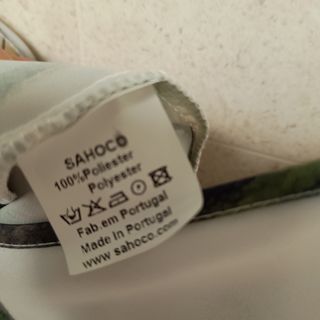 SAHOCO
100%Poliester
Polyester
Fab.em Portugal
Made in Portugal
www.sahoco.com